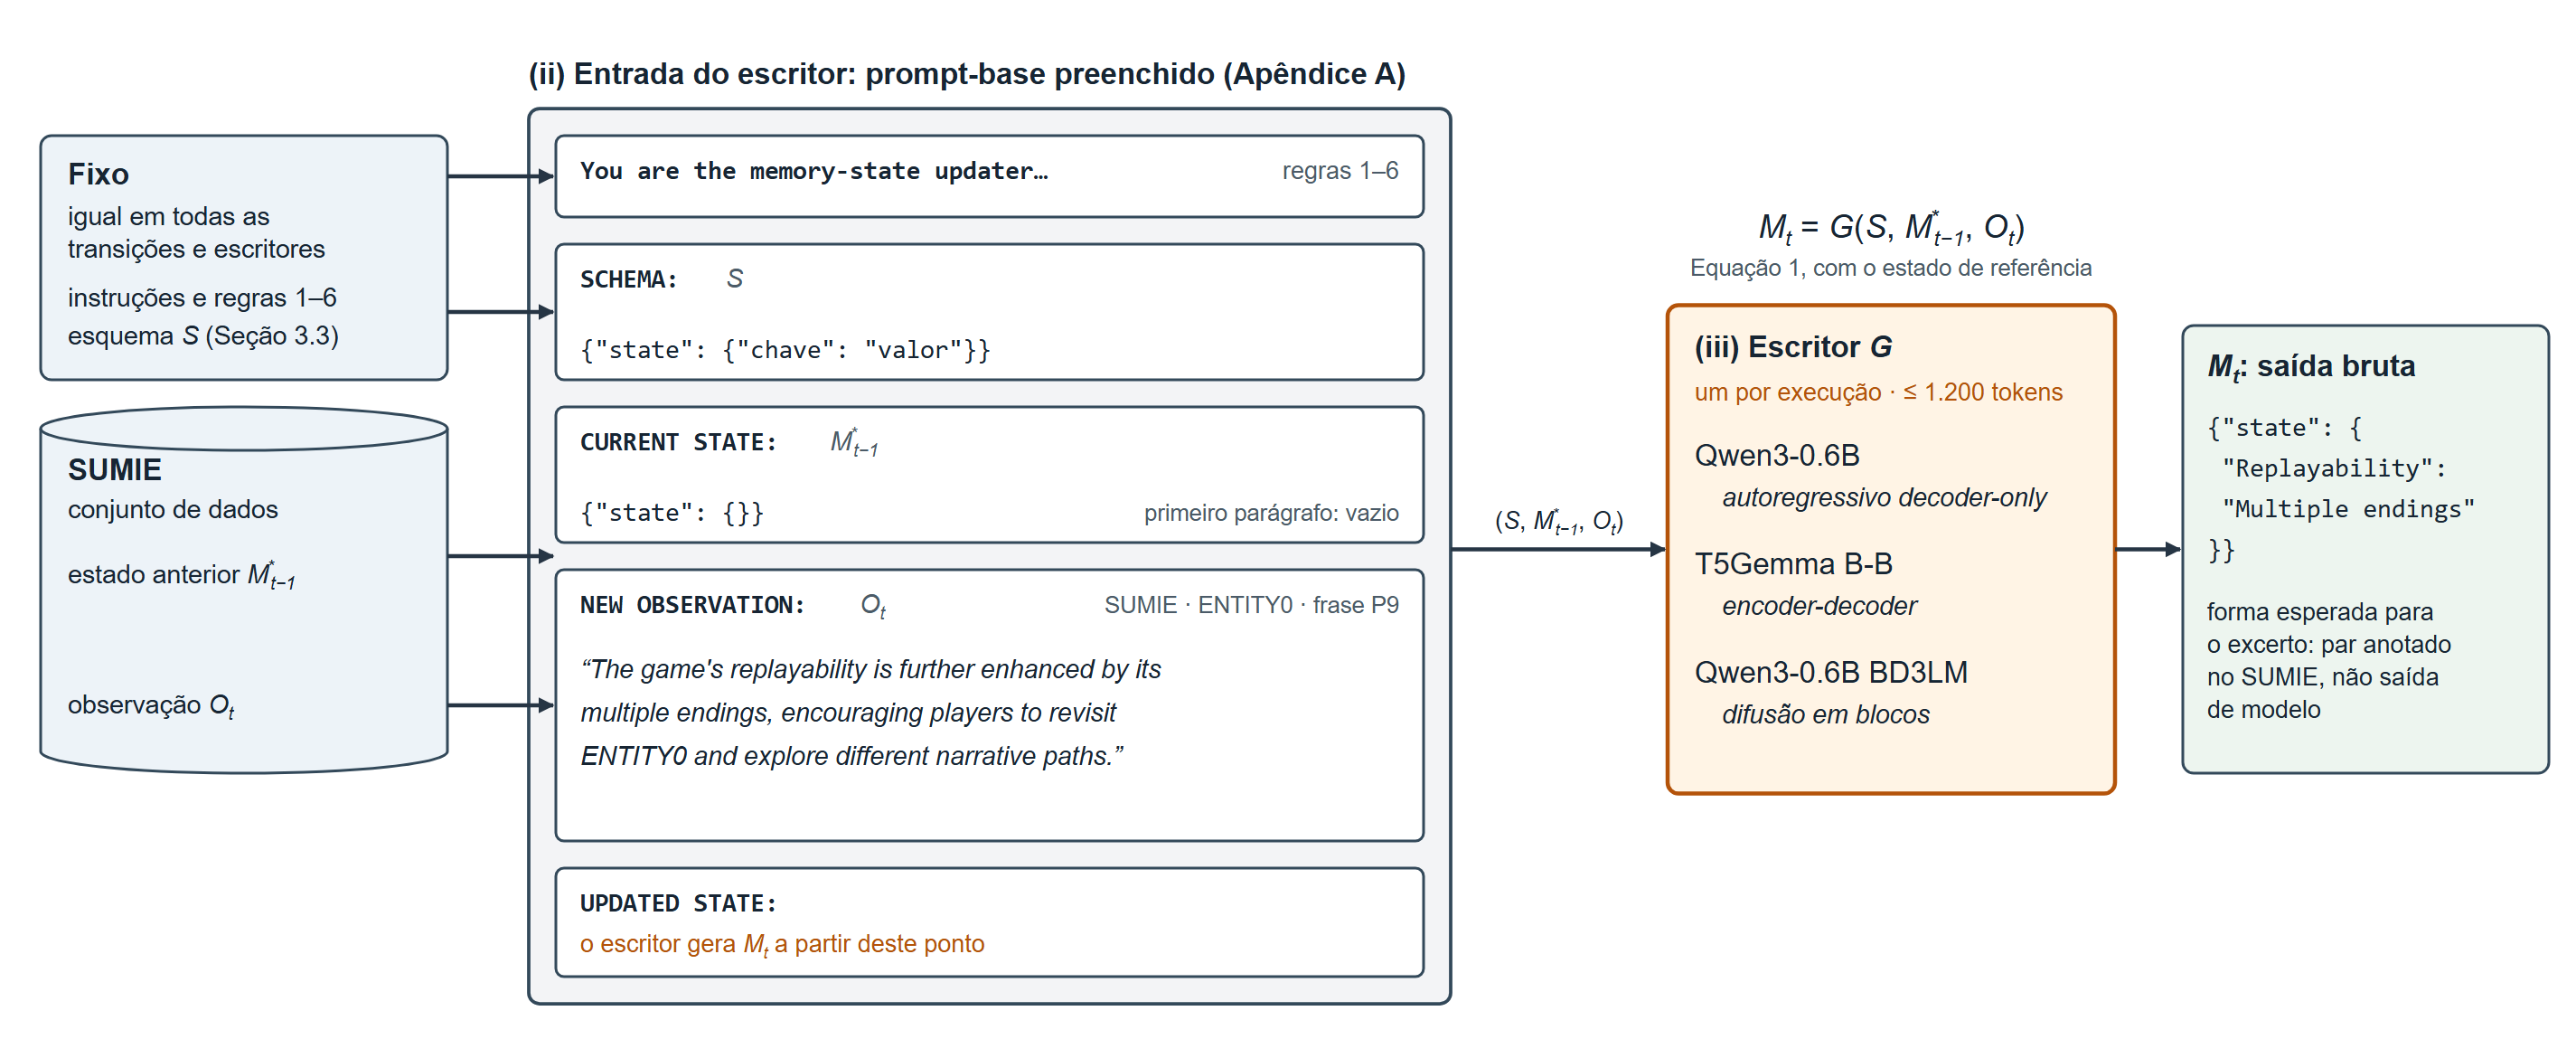 (ii) Entrada do escritor: prompt-base preenchido (Apêndice A)
Fixo
igual em todas as
transições e escritores
instruções e regras 1–6
esquema S (Seção 3.3)
SUMIE
conjunto de dados
estado anterior M*t−1
observação Ot
You are the memory-state updater… regras 1–6
SCHEMA: S
{"state": {"chave": "valor"}}
CURRENT STATE: M*t−1
{"state": {}} primeiro parágrafo: vazio
NEW OBSERVATION: Ot SUMIE · ENTITY0 · frase P9
“The game's replayability is further enhanced by its
multiple endings, encouraging players to revisit
ENTITY0 and explore different narrative paths.”
UPDATED STATE:
o escritor gera Mt a partir deste ponto
(S, M*t−1, Ot)
Mt = G(S, M*t−1, Ot)
Equação 1, com o estado de referência
(iii) Escritor G
um por execução · ≤ 1.200 tokens
Qwen3-0.6B
autoregressivo decoder-only
T5Gemma B-B
encoder-decoder
Qwen3-0.6B BD3LM
difusão em blocos
Mt: saída bruta
{"state": {
"Replayability":
"Multiple endings"
}}
forma esperada para
o excerto: par anotado
no SUMIE, não saída
de modelo